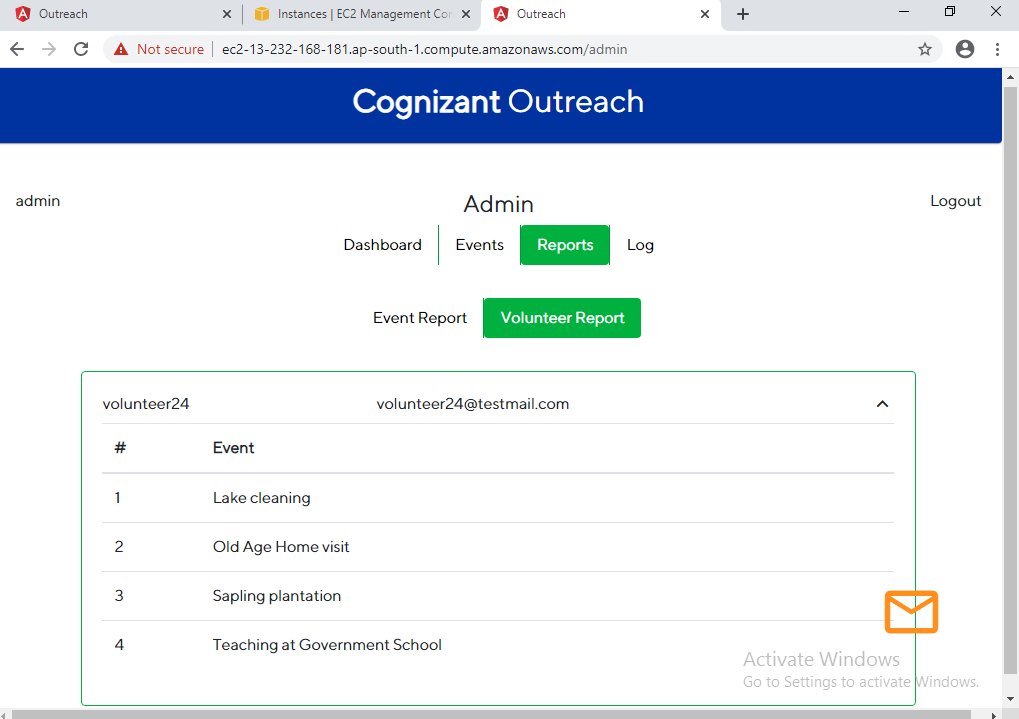 Outreach
Instances | EC2 Management Con
Outreach
Not secure | ec2-13-232-168-181.ap-south-1.compute.amazonaws.com/admin
Cognizant Outreach
admin
Admin
Logout
Dashboard
Events
Reports
Log
Event Report
Volunteer Report
volunteer24
volunteer24@testmail.com
# Event
1 Lake cleaning
2 Old Age Home visit
3 Sapling plantation
4 Teaching at Government School
Activate Windows
Go to Settings to activate Windows.